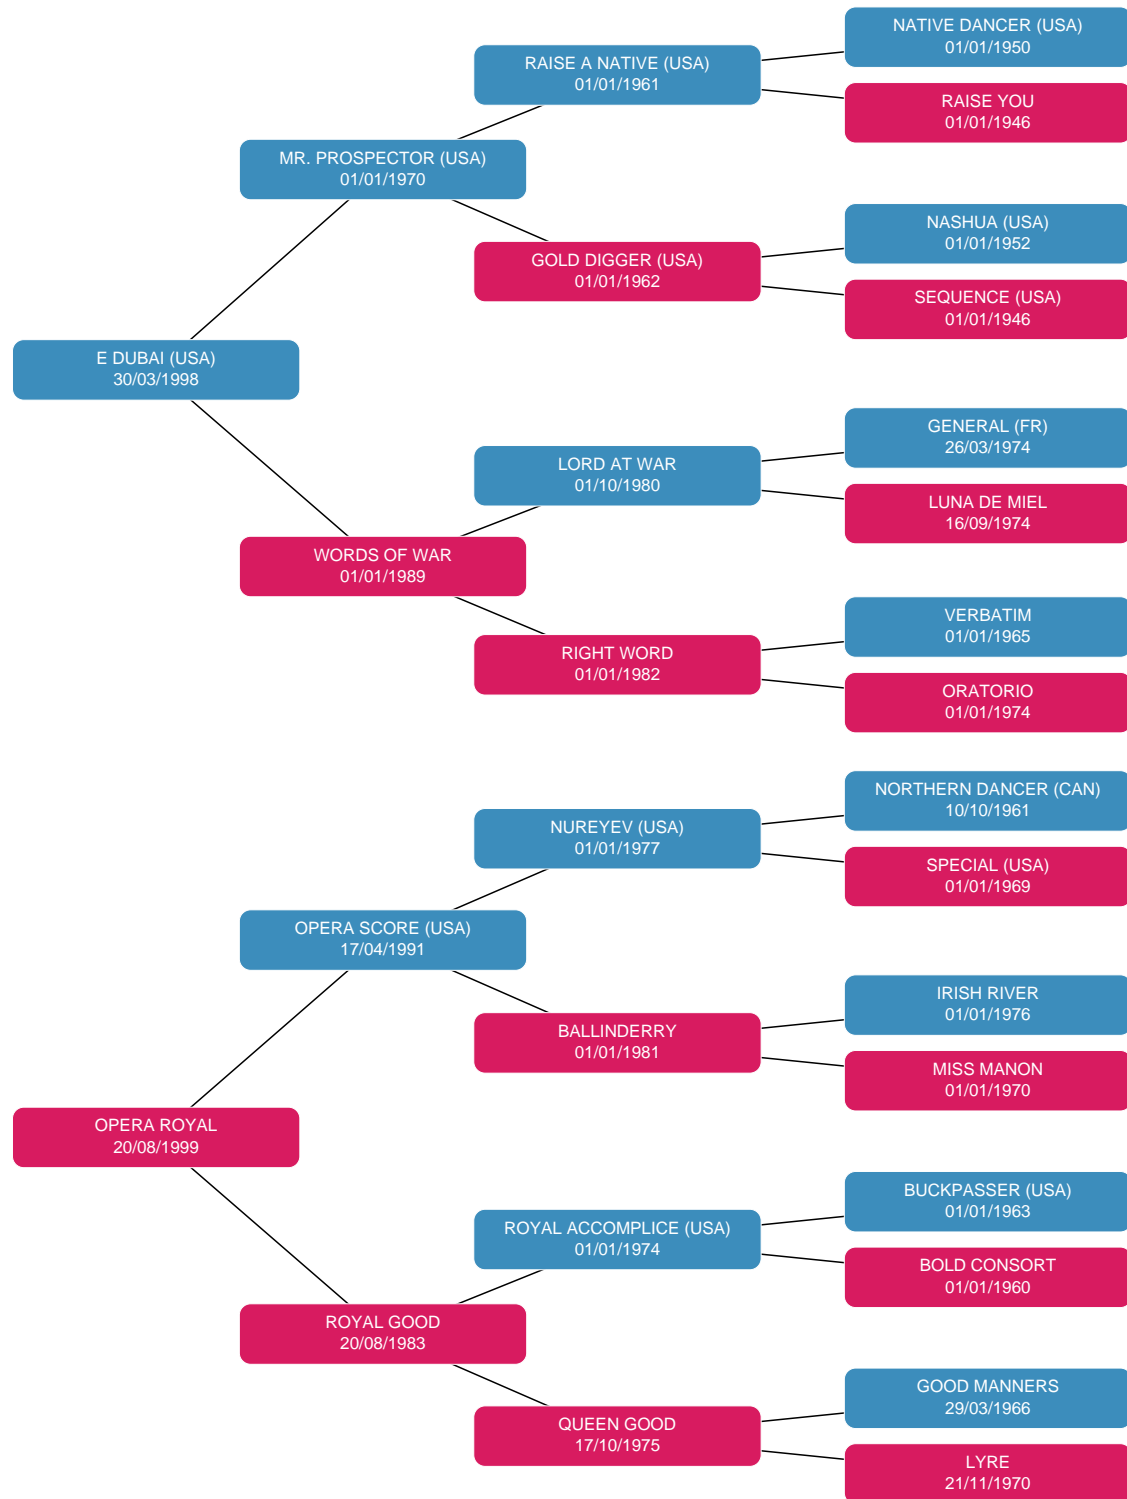 NATIVE DANCER (USA)
01/01/1950
RAISE A NATIVE (USA)
01/01/1961
RAISE YOU
01/01/1946
MR. PROSPECTOR (USA)
01/01/1970
NASHUA (USA)
01/01/1952
GOLD DIGGER (USA)
01/01/1962
SEQUENCE (USA)
01/01/1946
E DUBAI (USA)
30/03/1998
GENERAL (FR)
26/03/1974
LORD AT WAR
01/10/1980
LUNA DE MIEL
16/09/1974
WORDS OF WAR
01/01/1989
VERBATIM
01/01/1965
RIGHT WORD
01/01/1982
ORATORIO
01/01/1974
NORTHERN DANCER (CAN)
10/10/1961
NUREYEV (USA)
01/01/1977
SPECIAL (USA)
01/01/1969
OPERA SCORE (USA)
17/04/1991
IRISH RIVER
01/01/1976
BALLINDERRY
01/01/1981
MISS MANON
01/01/1970
OPERA ROYAL
20/08/1999
BUCKPASSER (USA)
01/01/1963
ROYAL ACCOMPLICE (USA)
01/01/1974
BOLD CONSORT
01/01/1960
ROYAL GOOD
20/08/1983
GOOD MANNERS
29/03/1966
QUEEN GOOD
17/10/1975
LYRE
21/11/1970